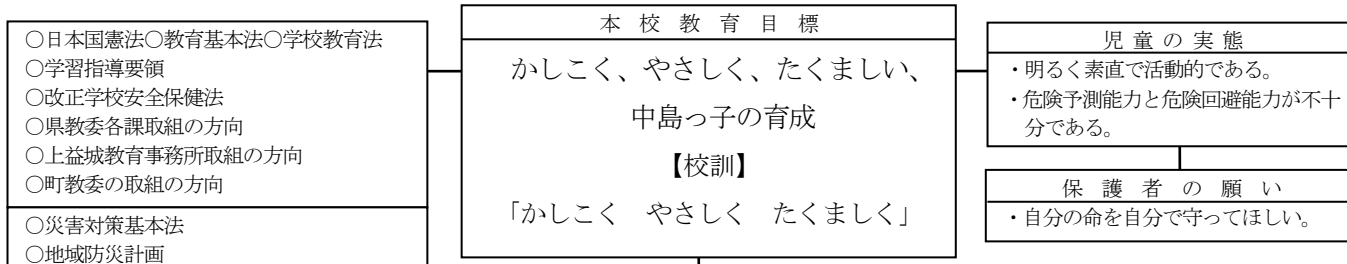 ○日本国憲法○教育基本法○学校教育法
○学習指導要領
○改正学校安全保健法
○県教委各課取組の方向
○上益城教育事務所取組の方向
○町教委の取組の方向
○災害対策基本法
○地域防災計画
本校教育目標
かしこく、やさしく、たくましい、
中島っ子の育成
【校訓】
「かしこく　やさしく　たくましく」
児童の実態
・明るく素直で活動的である。
・危険予測能力と危険回避能力が不十
分である。
保護者の願い
・自分の命を自分で守ってほしい。